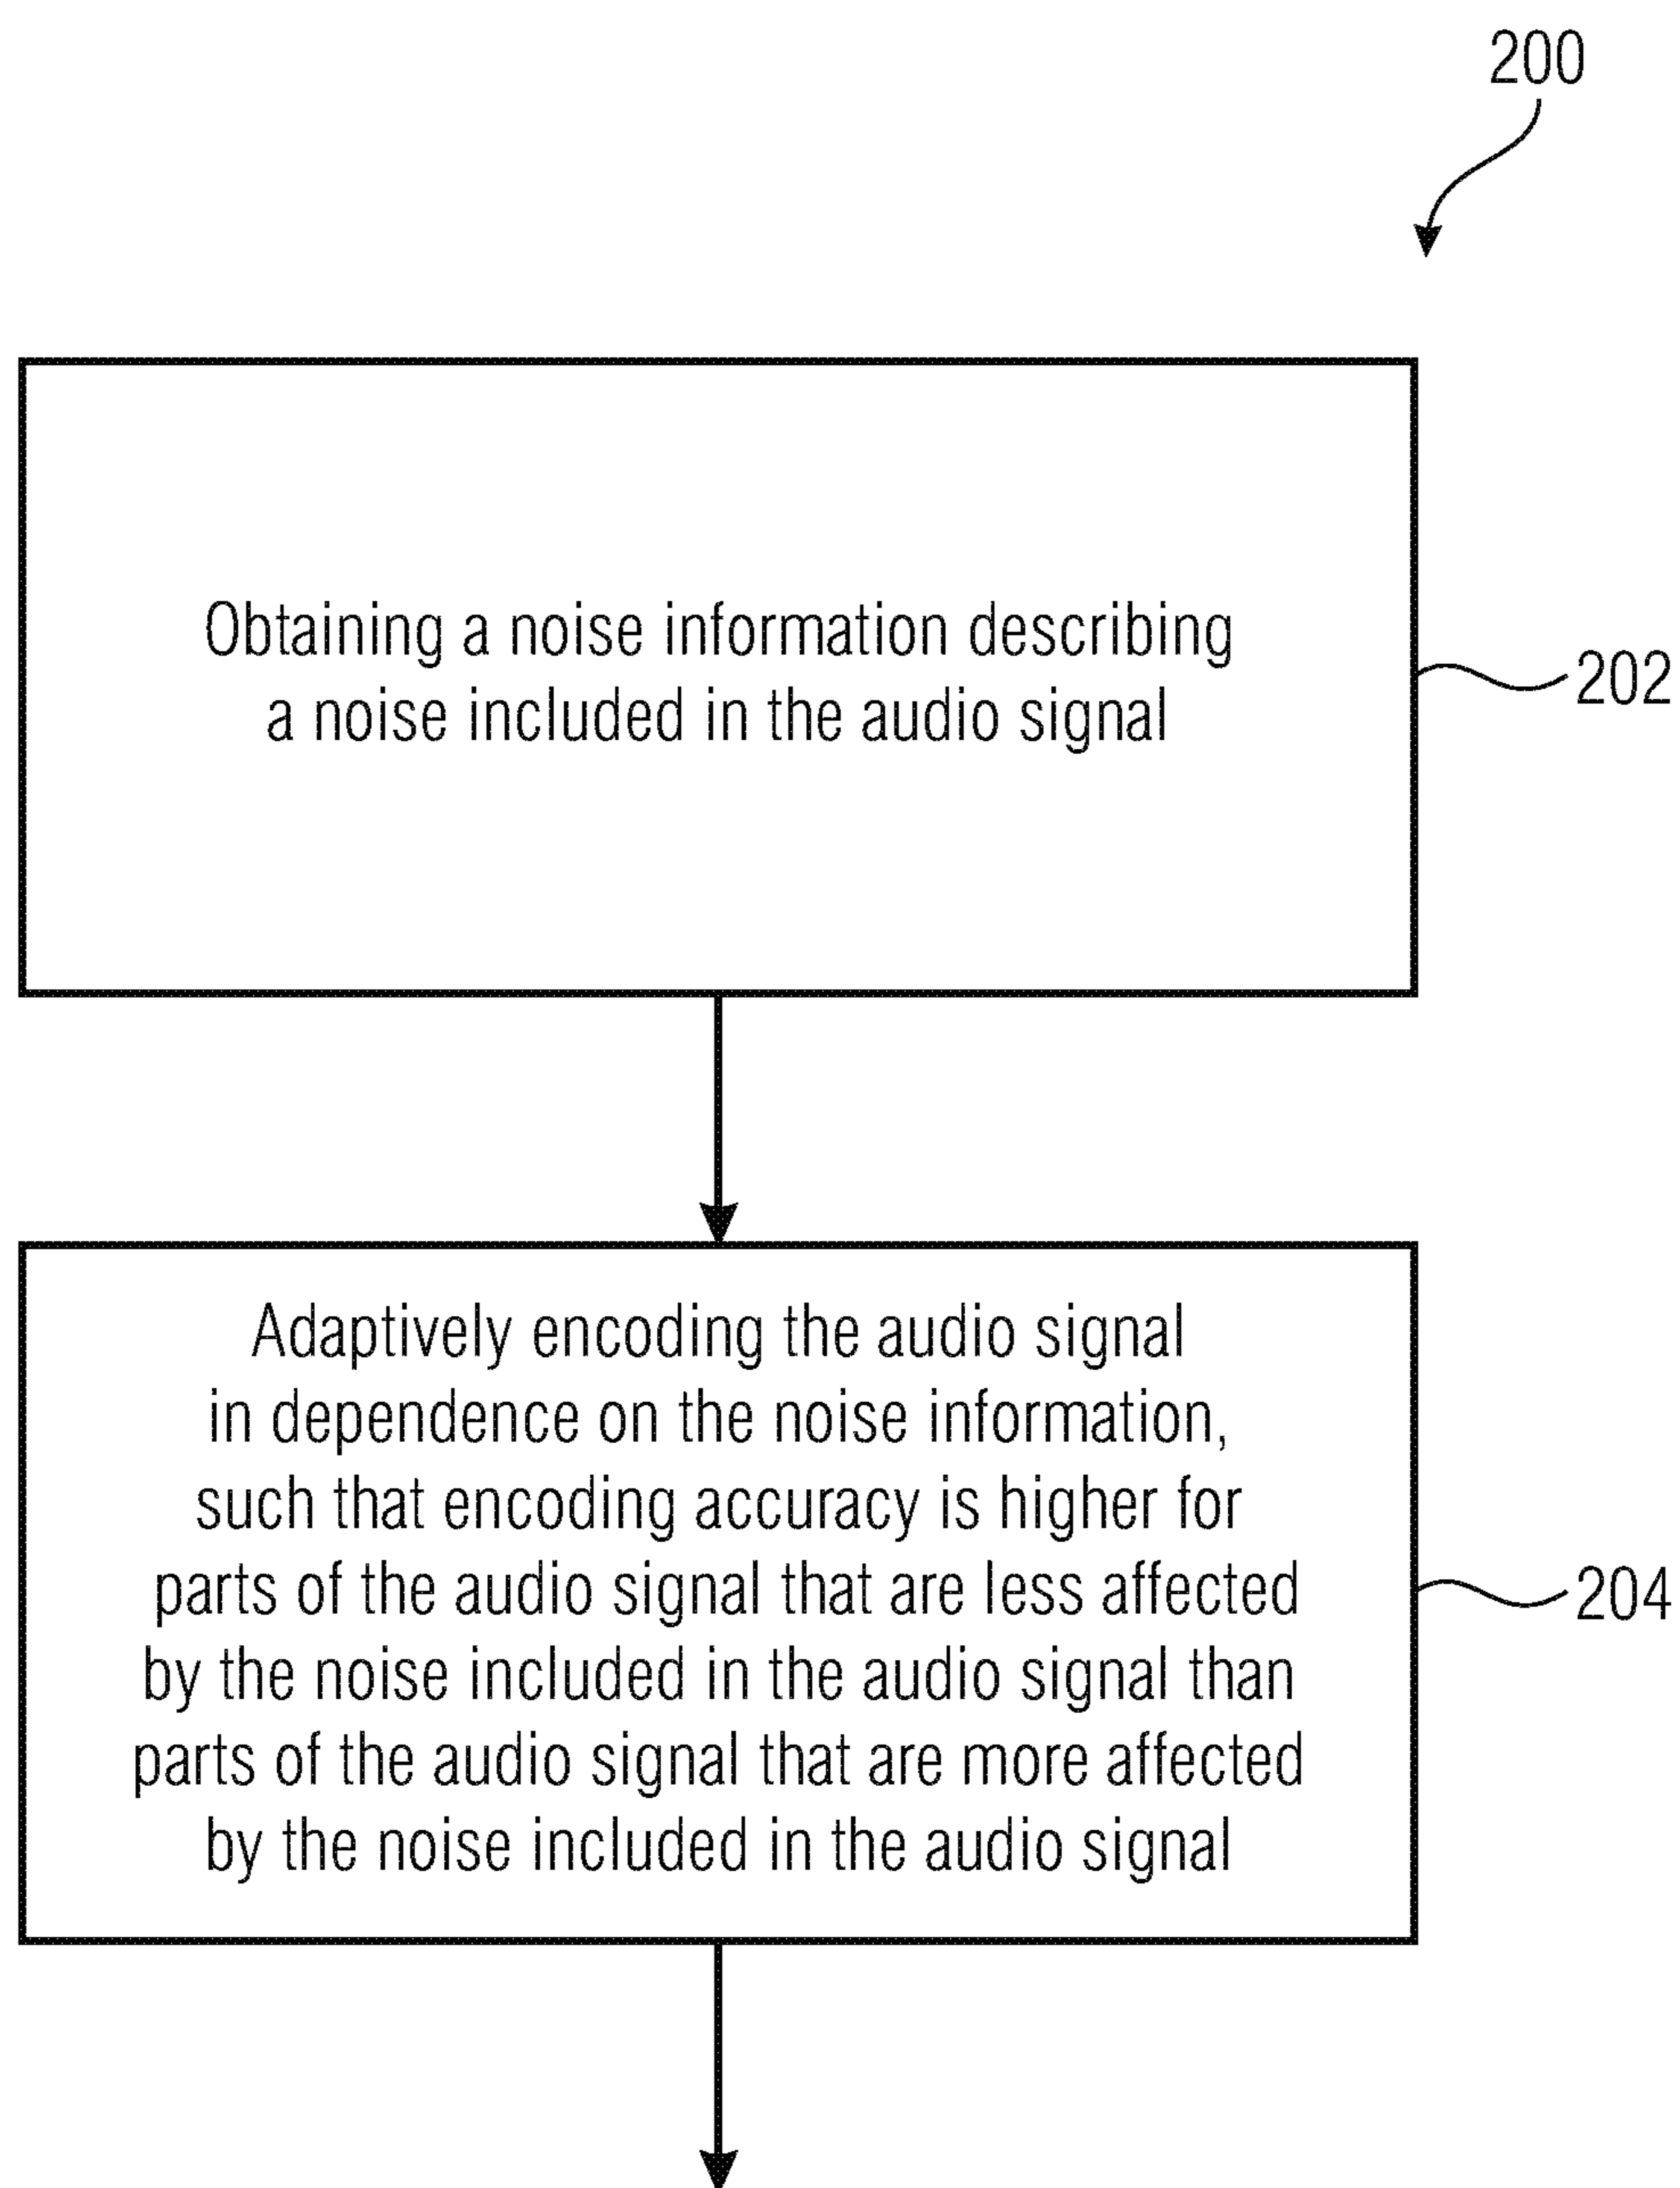 200
Obtaining a noise information describing
a noise included in the audio signal
202
Adaptively encoding the audio signal
in dependence on the noise information,
such that encoding accuracy is higher for
parts of the audio signal that are less affected
by the noise included in the audio signal than
parts of the audio signal that are more affected
by the noise included in the audio signal
204